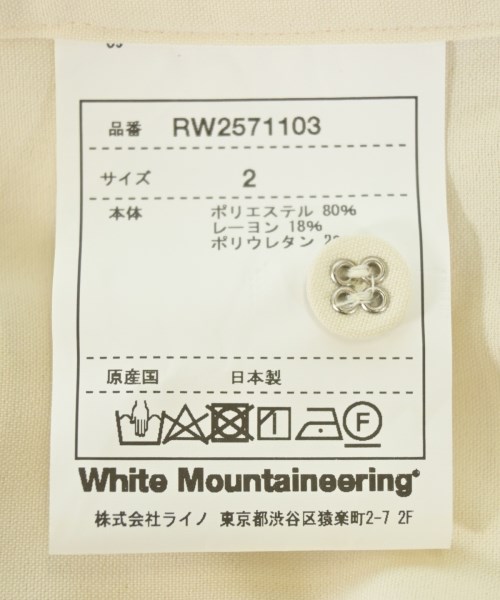 品番 RW2571103
サイズ 2
本体 ポリエステル 80%
レーヨン 18%
ポリウレタン
原産国 日本製
F
White Mountaineering
株式会社ライノ 東京都渋谷区猿楽町2-7 2F